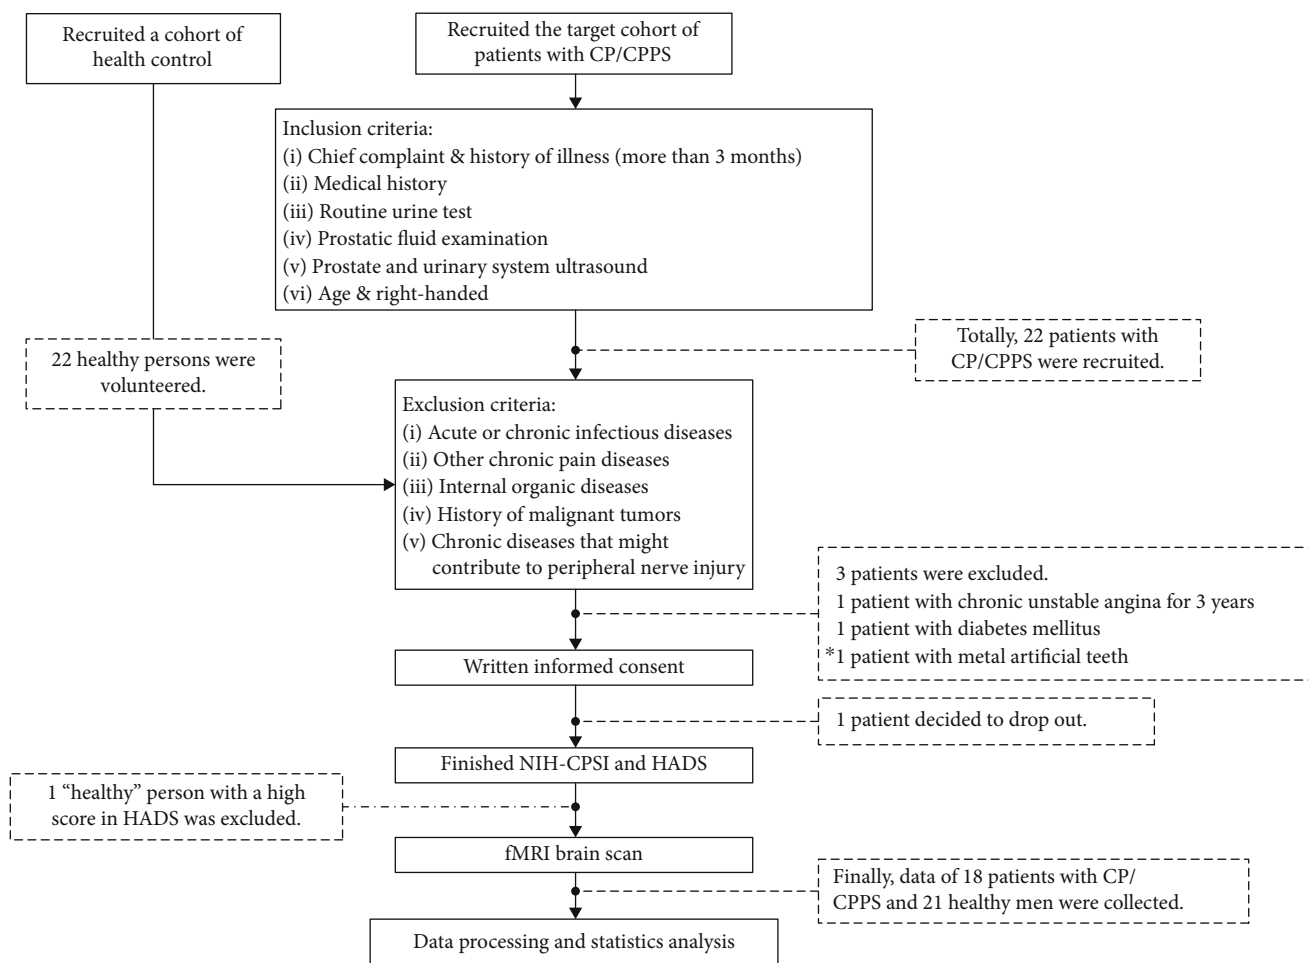 Recruited a cohort of
health control
Recruited the target cohort of
patients with CP/CPPS
Inclusion criteria:
(i) Chief complaint & history of illness (more than 3 months)
(ii) Medical history
(iii) Routine urine test
(iv) Prostatic fluid examination
(v) Prostate and urinary system ultrasound
(vi) Age & right-handed
22 healthy persons were
volunteered.
Totally, 22 patients with
CP/CPPS were recruited.
Exclusion criteria:
(i) Acute or chronic infectious diseases
(ii) Other chronic pain diseases
(iii) Internal organic diseases
(iv) History of malignant tumors
(v) Chronic diseases that might
contribute to peripheral nerve injury
3 patients were excluded.
1 patient with chronic unstable angina for 3 years
1 patient with diabetes mellitus
*1 patient with metal artificial teeth
Written informed consent
1 patient decided to drop out.
Finished NIH-CPSI and HADS
1 “healthy” person with a high
score in HADS was excluded.
fMRI brain scan
Finally, data of 18 patients with CP/
CPPS and 21 healthy men were collected.
Data processing and statistics analysis